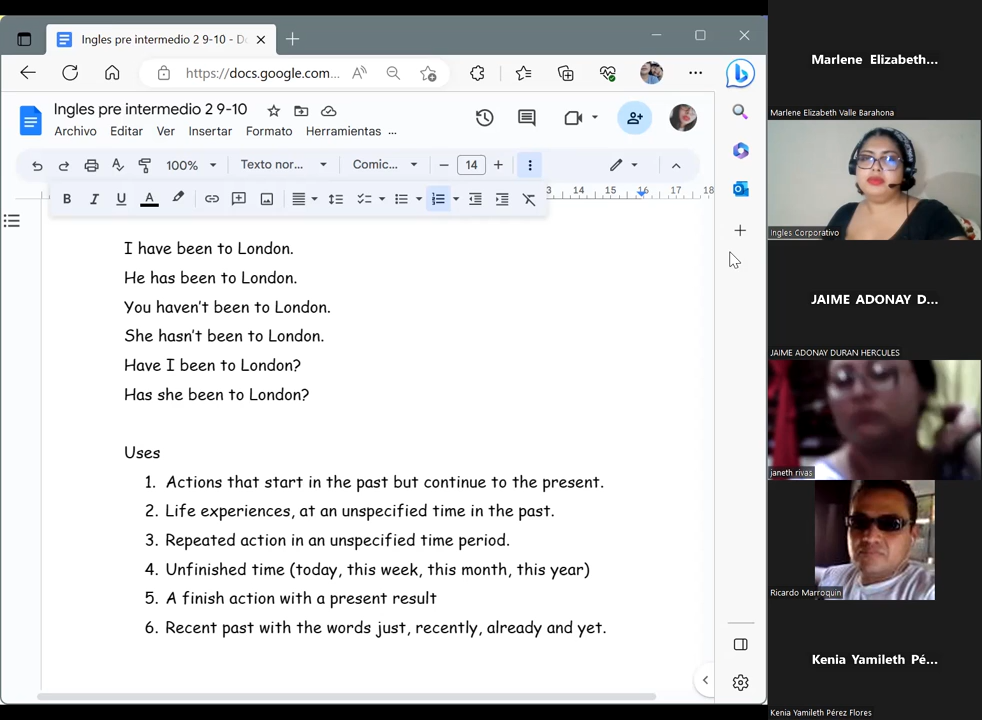 Ingles pre intermedio 2 9-10 - Do
https://docs.google.com...
Ingles pre intermedio 2 9-10
Archivo Editar Ver Insertar Formato Herramientas ...
100% Texto nor... Comic... 14
13 14 15 16 17 18
I have been to London.
He has been to London.
You haven't been to London.
She hasn't been to London.
Have I been to London?
Has she been to London?
Uses
1. Actions that start in the past but continue to the present.
2. Life experiences, at an unspecified time in the past.
3. Repeated action in an unspecified time period.
4. Unfinished time (today, this week, this month, this year)
5. A finish action with a present result
6. Recent past with the words just, recently, already and yet.
Marlene Elizabeth...
Marlene Elizabeth Valle Barahona
Ingles Corporativo
JAIME ADONAY D...
JAIME ADONAY DURAN HERCULES
janeth rivas
Ricardo Marroquin
Kenia Yamileth Pé...
Kenia Yamileth Pérez Flores